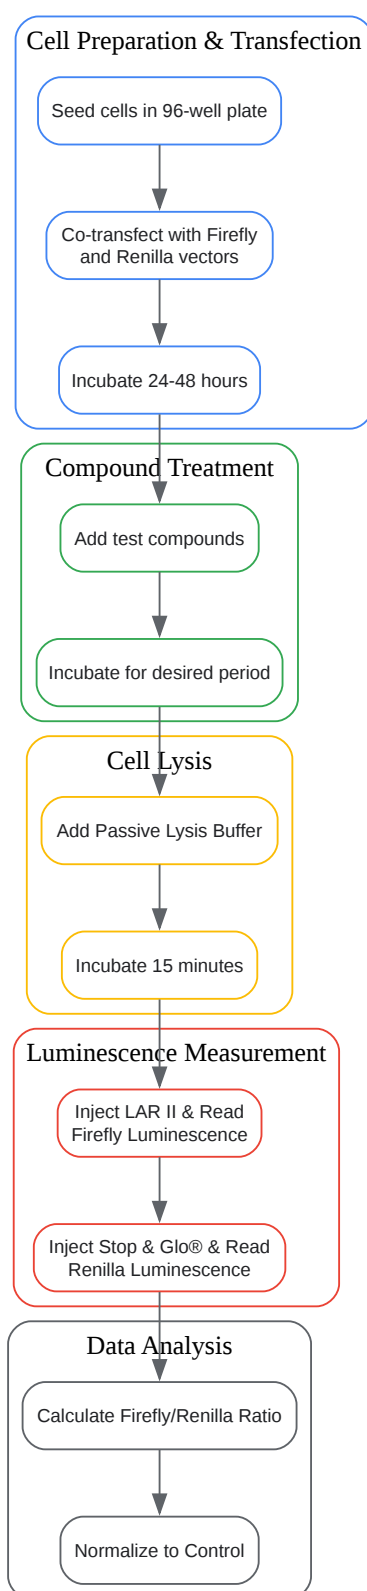 Cell Preparation & Transfection
Seed cells in 96-well plate
Co-transfect with Firefly
and Renilla vectors
Incubate 24-48 hours
Compound Treatment
Add test compounds
Incubate for desired period
Cell Lysis
Add Passive Lysis Buffer
Incubate 15 minutes
Luminescence Measurement
Inject LAR II & Read
Firefly Luminescence
Inject Stop & Glo® & Read
Renilla Luminescence
Data Analysis
Calculate Firefly/Renilla Ratio
Normalize to Control